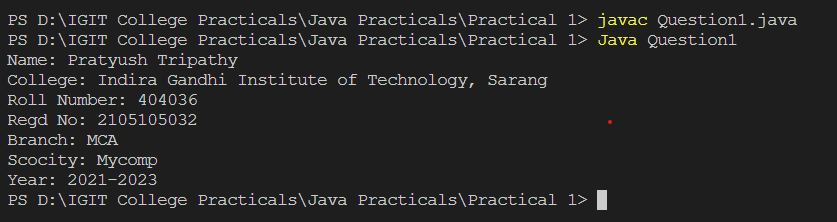 PS D:\IGIT College Practicals\Java Practicals\Practical 1> javac Question1.java
PS D:\IGIT College Practicals\Java Practicals\Practical 1> Java Question1
Name: Pratyush Tripathy
College: Indira Gandhi Institute of Technology, Sarang
Roll Number: 404036
Regd No: 2105105032
Branch: MCA
Scocity: Mycomp
Year: 2021-2023
PS D:\IGIT College Practicals\Java Practicals\Practical 1>